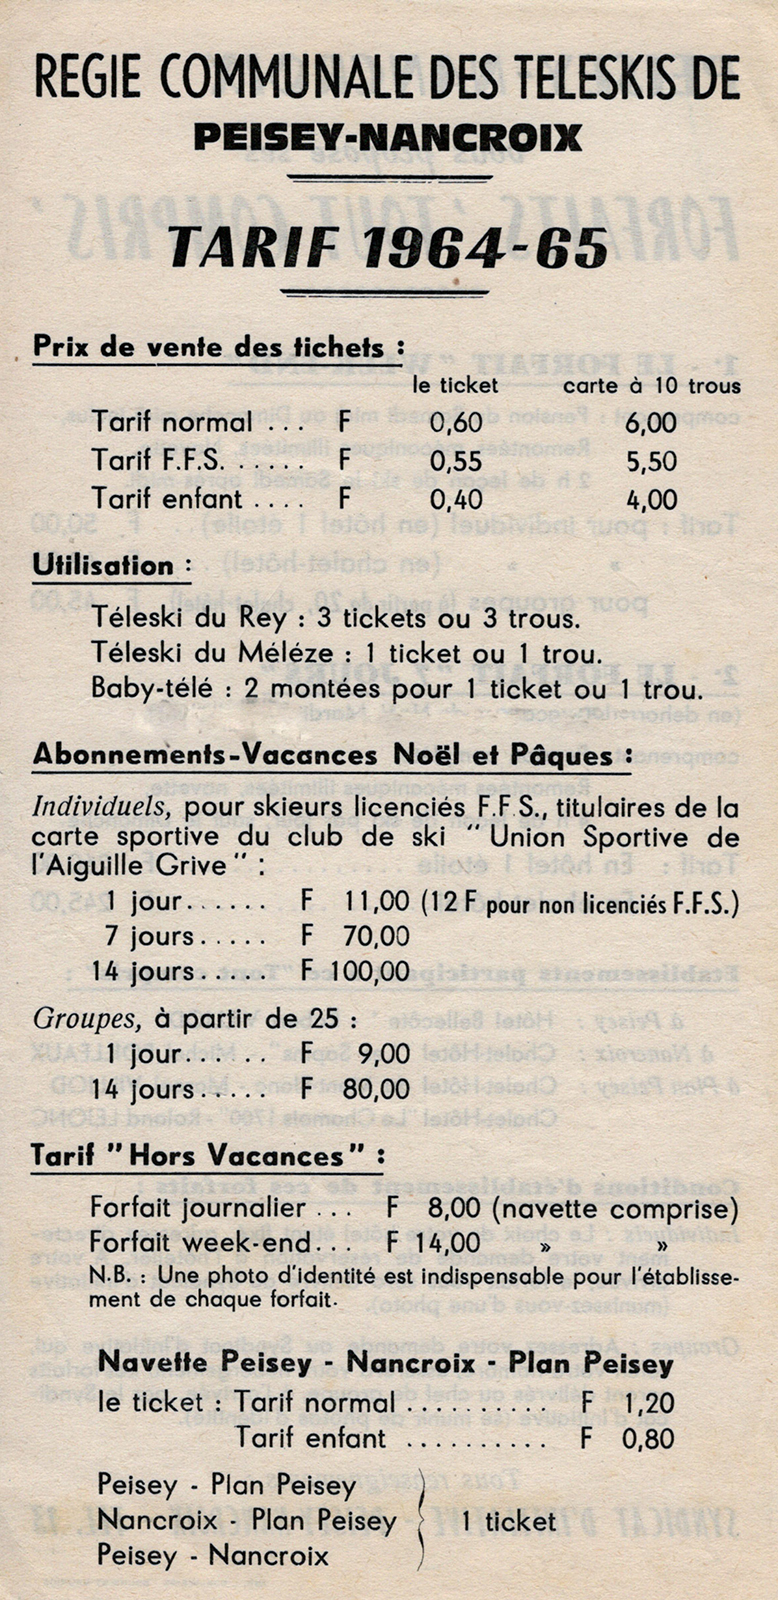 REGIE COMMUNALE DES TELESKIS DE
PEISEY-NANCROIX
TARIF 1964-65
Prix de vente des tichets :
le ticket carte à 10 trous
Tarif normal ... F 0,60 6,00
Tarif F.F.S. ...... F 0,55 5,50
Tarif enfant .... F 0,40 4,00
Utilisation :
Téleski du Rey : 3 tickets ou 3 trous.
Téleski du Méléze : 1 ticket ou 1 trou.
Baby-télé : 2 montées pour 1 ticket ou 1 trou.
Abonnements-Vacances Noël et Pâques :
Individuels, pour skieurs licenciés F.F.S., titulaires de la
carte sportive du club de ski " Union Sportive de
l'Aiguille Grive " :
1 jour...... F 11,00 (12 F pour non licenciés F.F.S.)
7 jours..... F 70,00
14 jours..... F 100,00
Groupes, à partir de 25 :
1 jour...... F 9,00
14 jours..... F 80,00
Tarif " Hors Vacances " :
Forfait journalier ... F 8,00 (navette comprise)
Forfait week-end... F 14,00 » »
N.B. : Une photo d'identité est indispensable pour l'établisse-
ment de chaque forfait.
Navette Peisey - Nancroix - Plan Peisey
le ticket : Tarif normal .......... F 1,20
Tarif enfant .......... F 0,80
Peisey - Plan Peisey
Nancroix - Plan Peisey } 1 ticket
Peisey - Nancroix